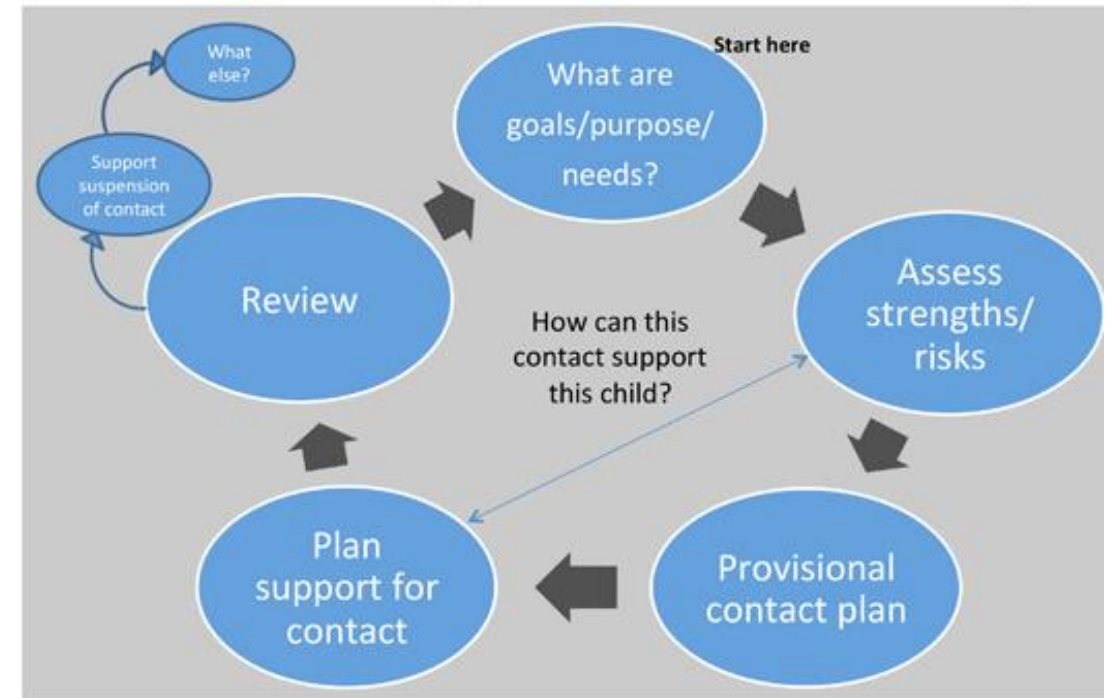 Start here
What are
goals/purpose/
needs?
Assess
strengths/
risks
Provisional
contact plan
Plan
support for
contact
Review
Support
suspension
of contact
What
else?
How can this
contact support
this child?